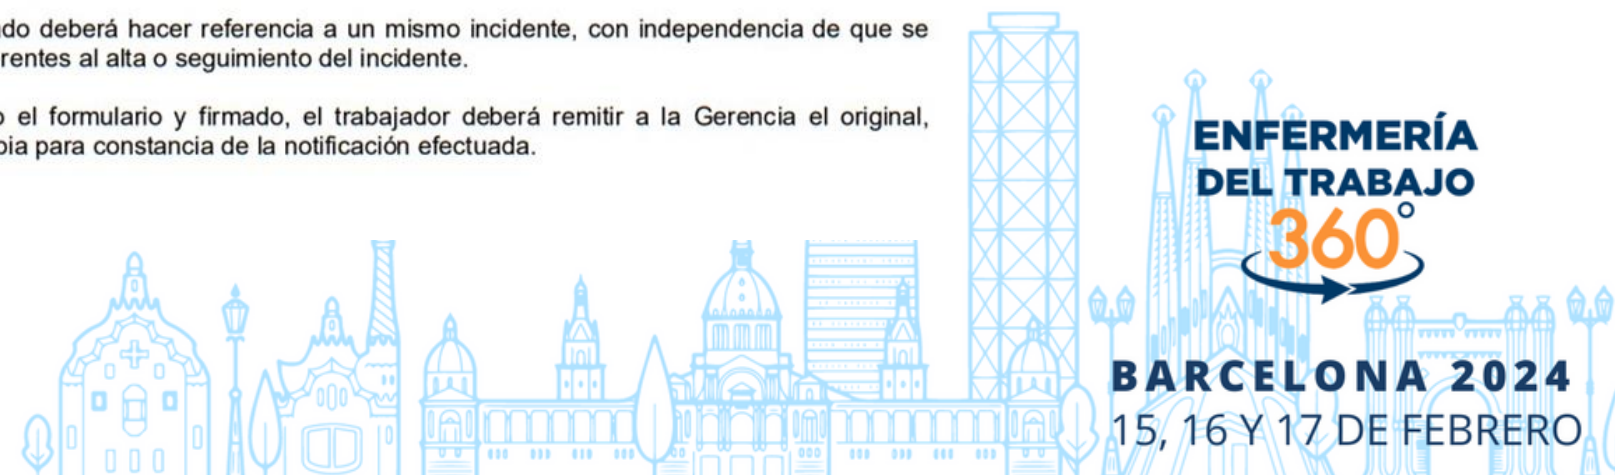 do deberá hacer referencia a un mismo incidente, con independencia de que se
rentes al alta o seguimiento del incidente.
el formulario y firmado, el trabajador deberá remitir a la Gerencia el original,
para constancia de la notificación efectuada.
ENFERMERÍA
DEL TRABAJO
360°
BARCELONA 2024
15, 16 Y 17 DE FEBRERO